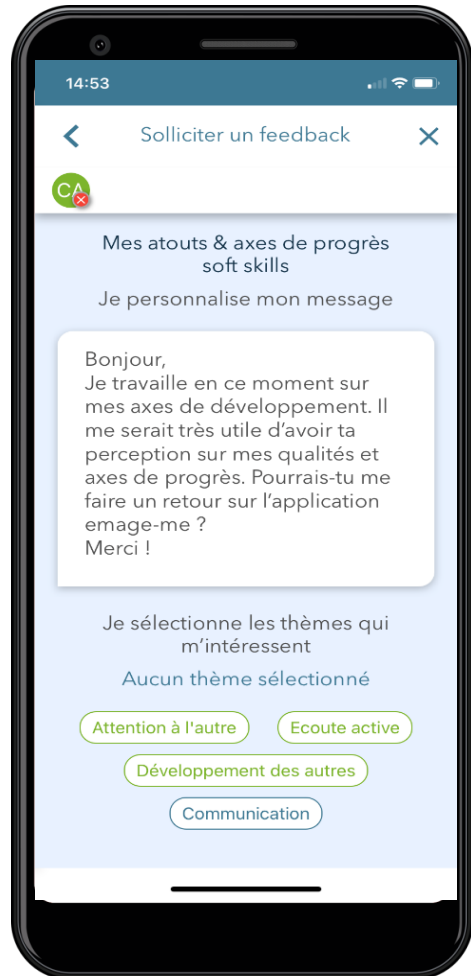 14:53
Solliciter un feedback
CA
Mes atouts & axes de progrès
soft skills
Je personnalise mon message
Bonjour,
Je travaille en ce moment sur
mes axes de développement. Il
me serait très utile d'avoir ta
perception sur mes qualités et
axes de progrès. Pourrais-tu me
faire un retour sur l'application
emage-me ?
Merci !
Je sélectionne les thèmes qui
m'intéressent
Aucun thème sélectionné
Attention à l'autre Ecoute active
Développement des autres
Communication